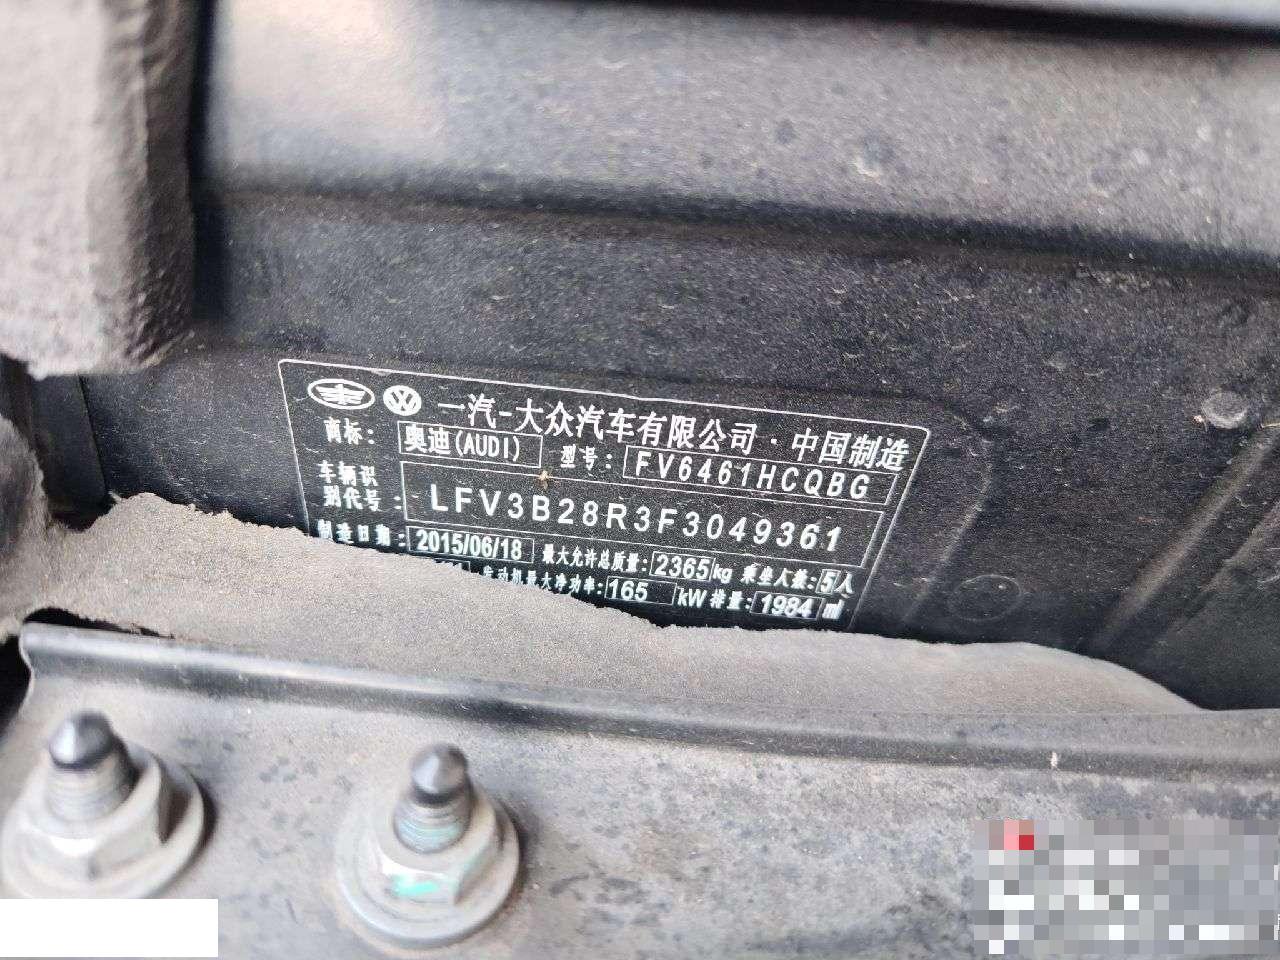 一汽-大众汽车有限公司·中国制造
商标: 奥迪(AUDI) 型号: FV6461HCQBG
车辆识别代号: LFV3B28R3F3049361
制造日期: 2015/06/18 最大允许总质量: 2365kg 乘坐人数: 5人
发动机最大净功率: 165 kW 排量: 1984 ml